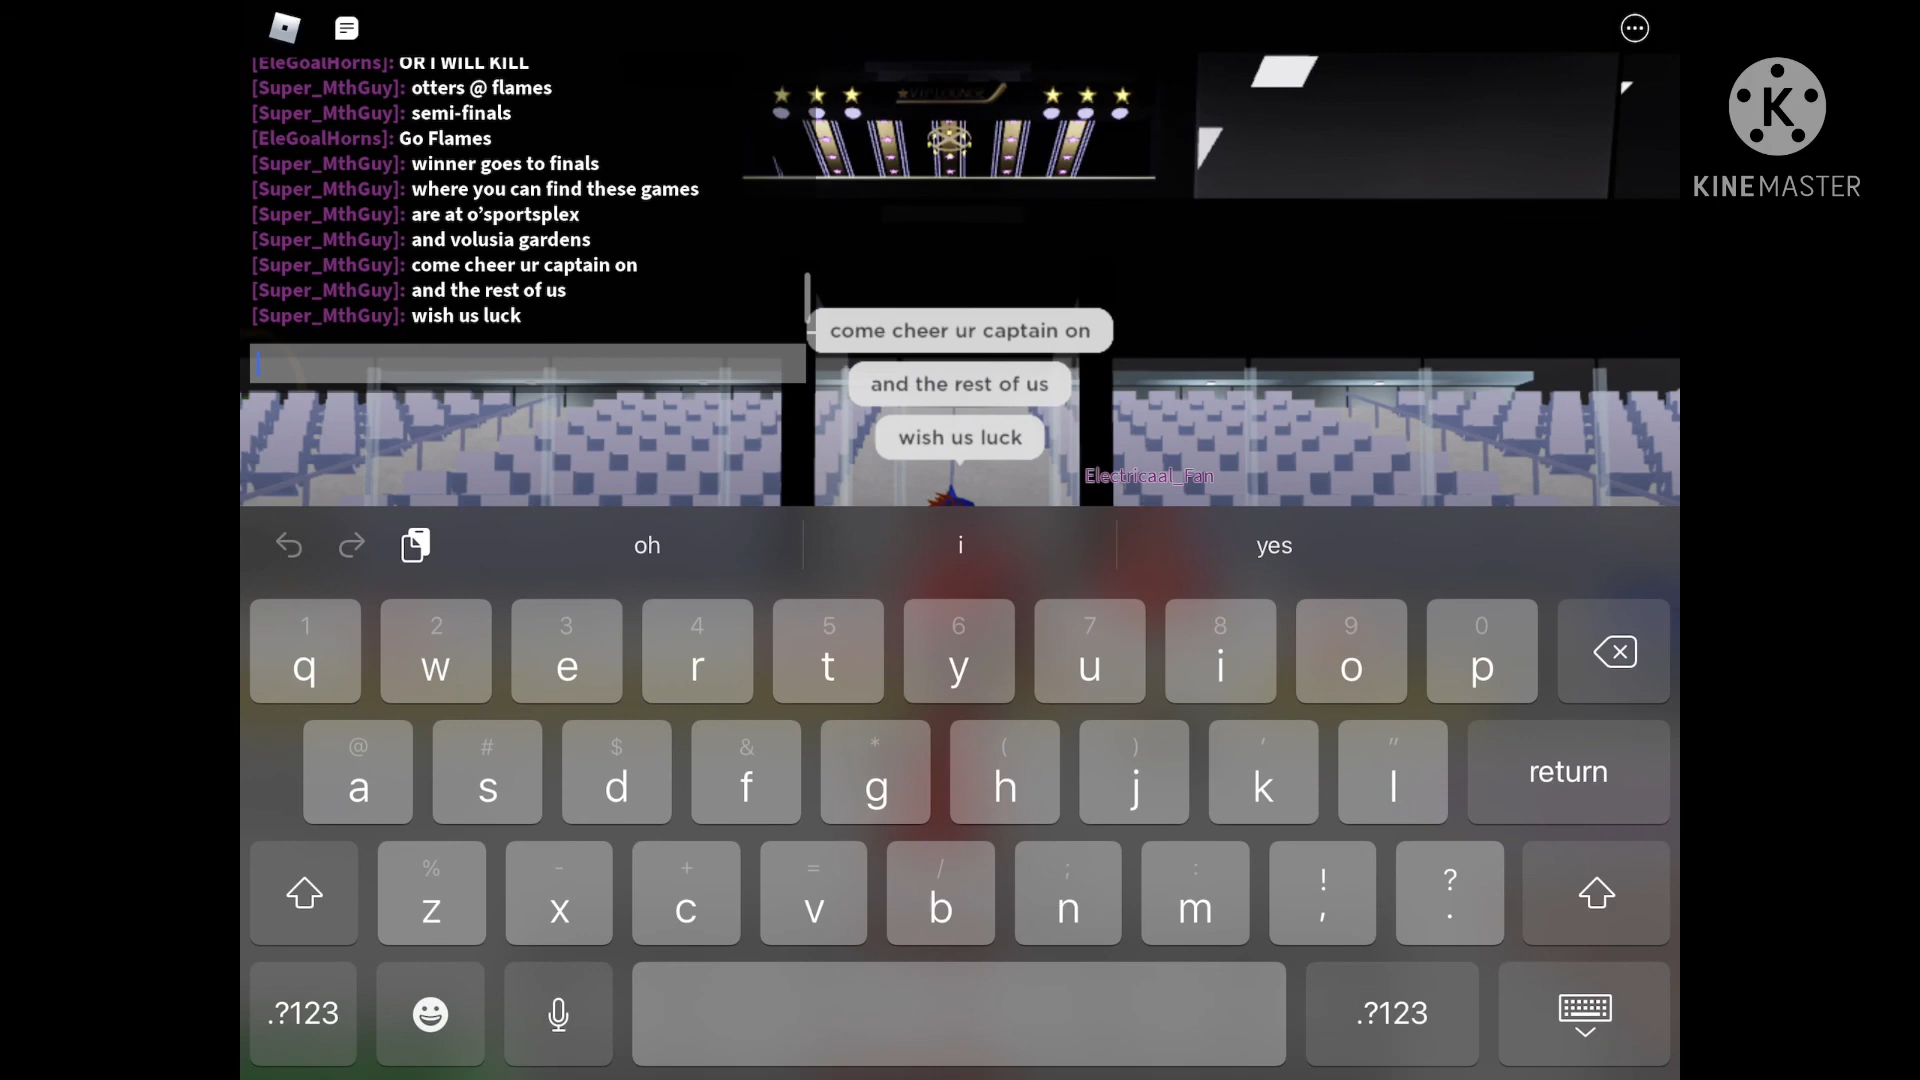 [EleGoalHorns]: OR I WILL KILL
[Super_MthGuy]: otters @ flames
[Super_MthGuy]: semi-finals
[EleGoalHorns]: Go Flames
[Super_MthGuy]: winner goes to finals
[Super_MthGuy]: where you can find these games
[Super_MthGuy]: are at o’sportsplex
[Super_MthGuy]: and volusia gardens
[Super_MthGuy]: come cheer ur captain on
[Super_MthGuy]: and the rest of us
[Super_MthGuy]: wish us luck
VIP LOUNGE
K
KINEMASTER
come cheer ur captain on
and the rest of us
wish us luck
Electricaal_Fan
oh i yes
1 2 3 4 5 6 7 8 9 0
q w e r t y u i o p
@ # $ & * ( ) ' "
a s d f g h j k l return
% - + = / ; : ! ?
z x c v b n m , .
.?123 .?123